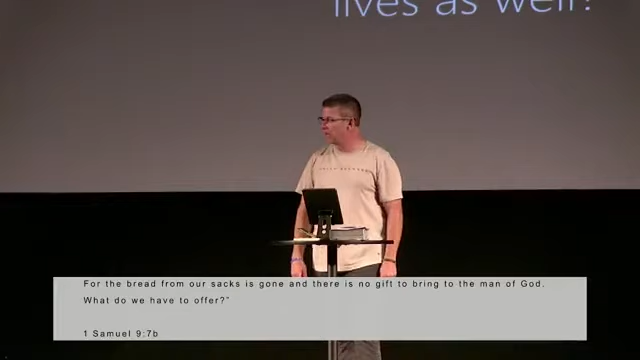 lives as well?
For the bread from our sacks is gone and there is no gift to bring to the man of God.
What do we have to offer?"
1 Samuel 9:7b